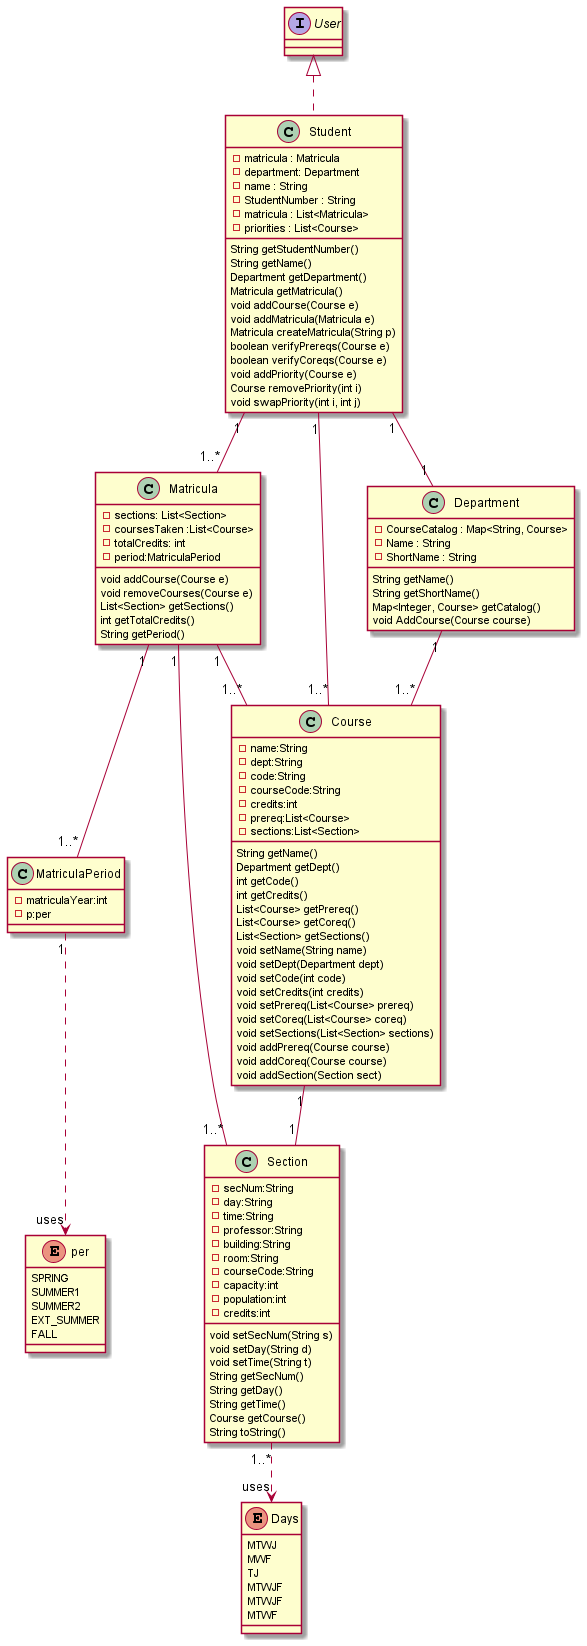 I User
C Student
matricula : Matricula
department: Department
name : String
StudentNumber : String
matricula : List<Matricula>
priorities : List<Course>
String getStudentNumber()
String getName()
Department getDepartment()
Matricula getMatricula()
void addCourse(Course e)
void addMatricula(Matricula e)
Matricula createMatricula(String p)
boolean verifyPrereqs(Course e)
boolean verifyCoreqs(Course e)
void addPriority(Course e)
Course removePriority(int i)
void swapPriority(int i, int j)
1
1
1
1..*
1
C Matricula
sections: List<Section>
coursesTaken :List<Course>
totalCredits: int
period:MatriculaPeriod
void addCourse(Course e)
void removeCourses(Course e)
List<Section> getSections()
int getTotalCredits()
String getPeriod()
C Department
CourseCatalog : Map<String, Course>
Name : String
ShortName : String
String getName()
String getShortName()
Map<Integer, Course> getCatalog()
void AddCourse(Course course)
1
1
1
1
1..*
1..*
1..*
C Course
name:String
dept:String
code:String
courseCode:String
credits:int
prereq:List<Course>
sections:List<Section>
String getName()
Department getDept()
int getCode()
int getCredits()
List<Course> getPrereq()
List<Course> getCoreq()
List<Section> getSections()
void setName(String name)
void setDept(Department dept)
void setCode(int code)
void setCredits(int credits)
void setPrereq(List<Course> prereq)
void setCoreq(List<Course> coreq)
void setSections(List<Section> sections)
void addPrereq(Course course)
void addCoreq(Course course)
void addSection(Section sect)
1..*
C MatriculaPeriod
matriculaYear:int
p:per
1
1
1..*
1
C Section
secNum:String
day:String
time:String
professor:String
building:String
room:String
courseCode:String
capacity:int
population:int
credits:int
void setSecNum(String s)
void setDay(String d)
void setTime(String t)
String getSecNum()
String getDay()
String getTime()
Course getCourse()
String toString()
uses
E per
SPRING
SUMMER1
SUMMER2
EXT_SUMMER
FALL
1..*
uses
E Days
MTWJ
MWF
TJ
MTWJF
MTWJF
MTWF